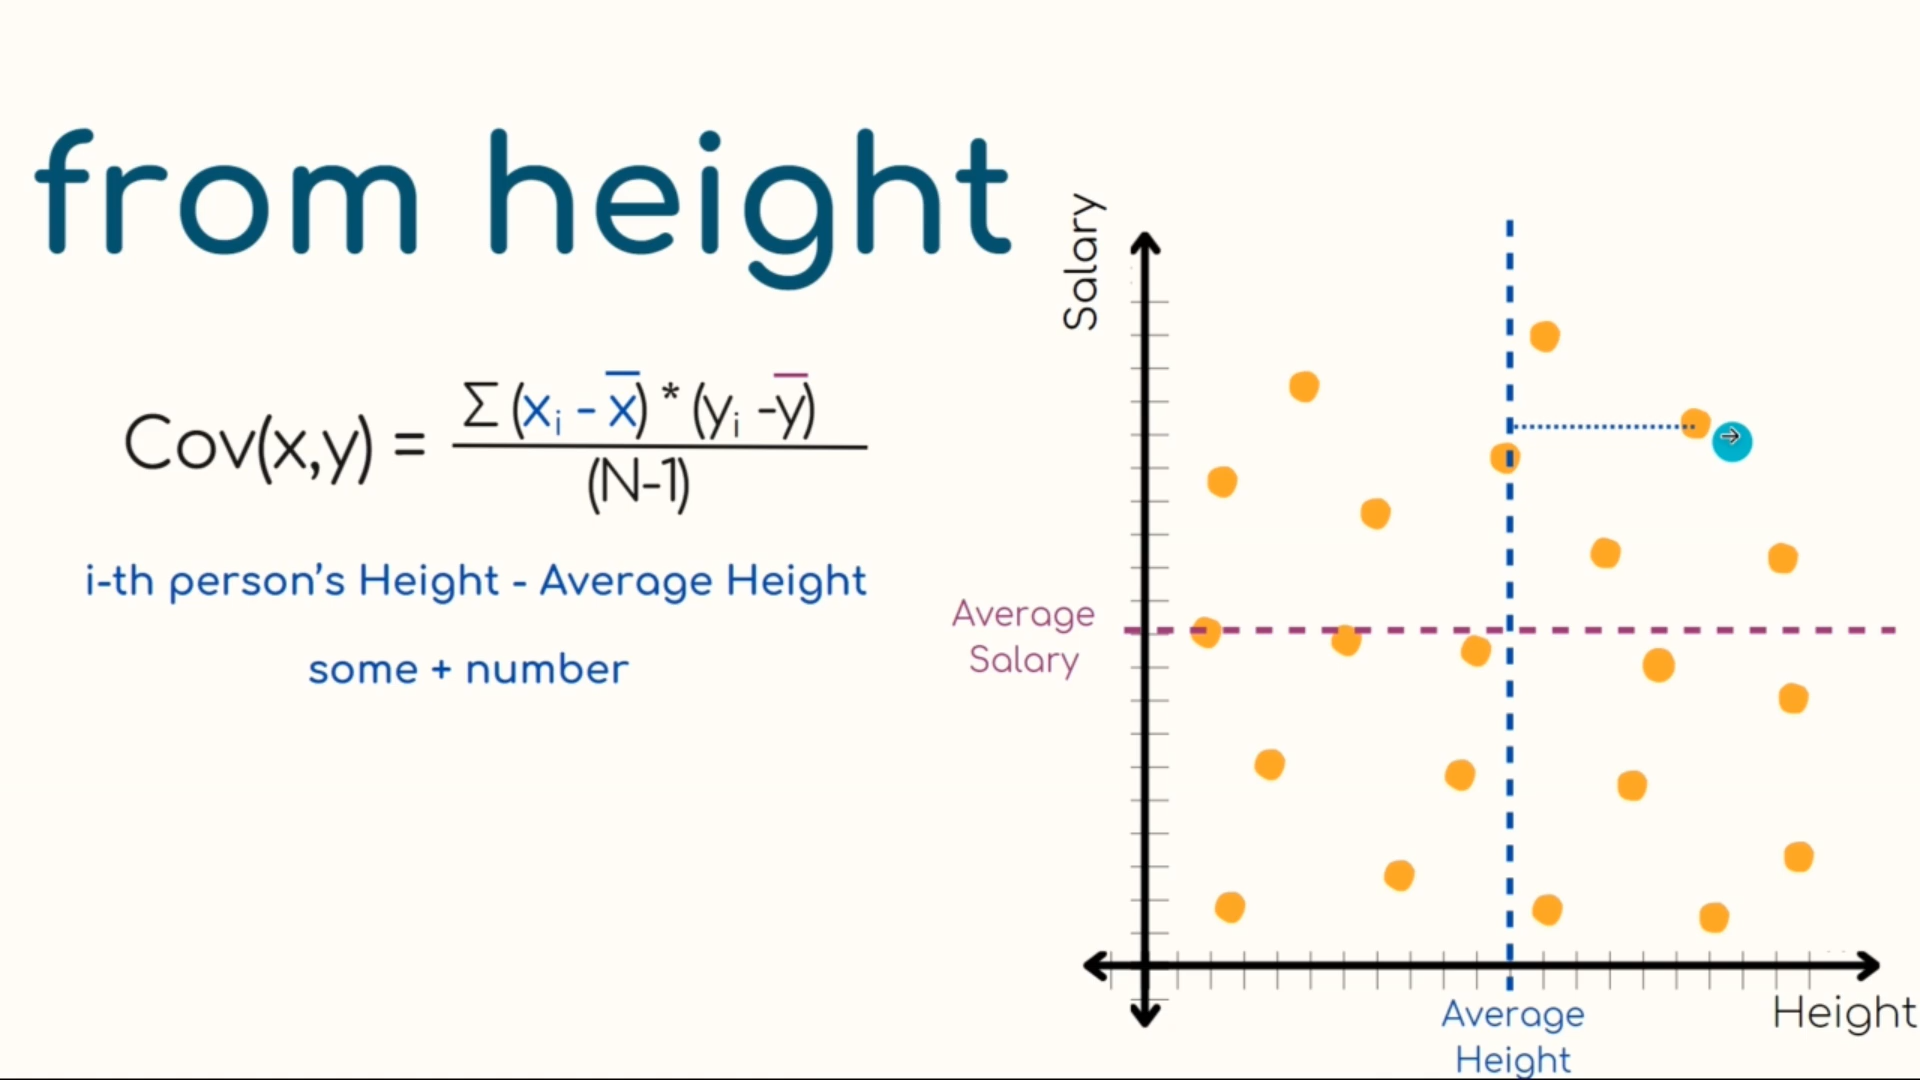 from height
Cov(x,y) = Σ (xᵢ - x̄) * (yᵢ - ȳ)
(N-1)
i-th person's Height - Average Height
some + number
Salary
Average
Salary
Average
Height
Height